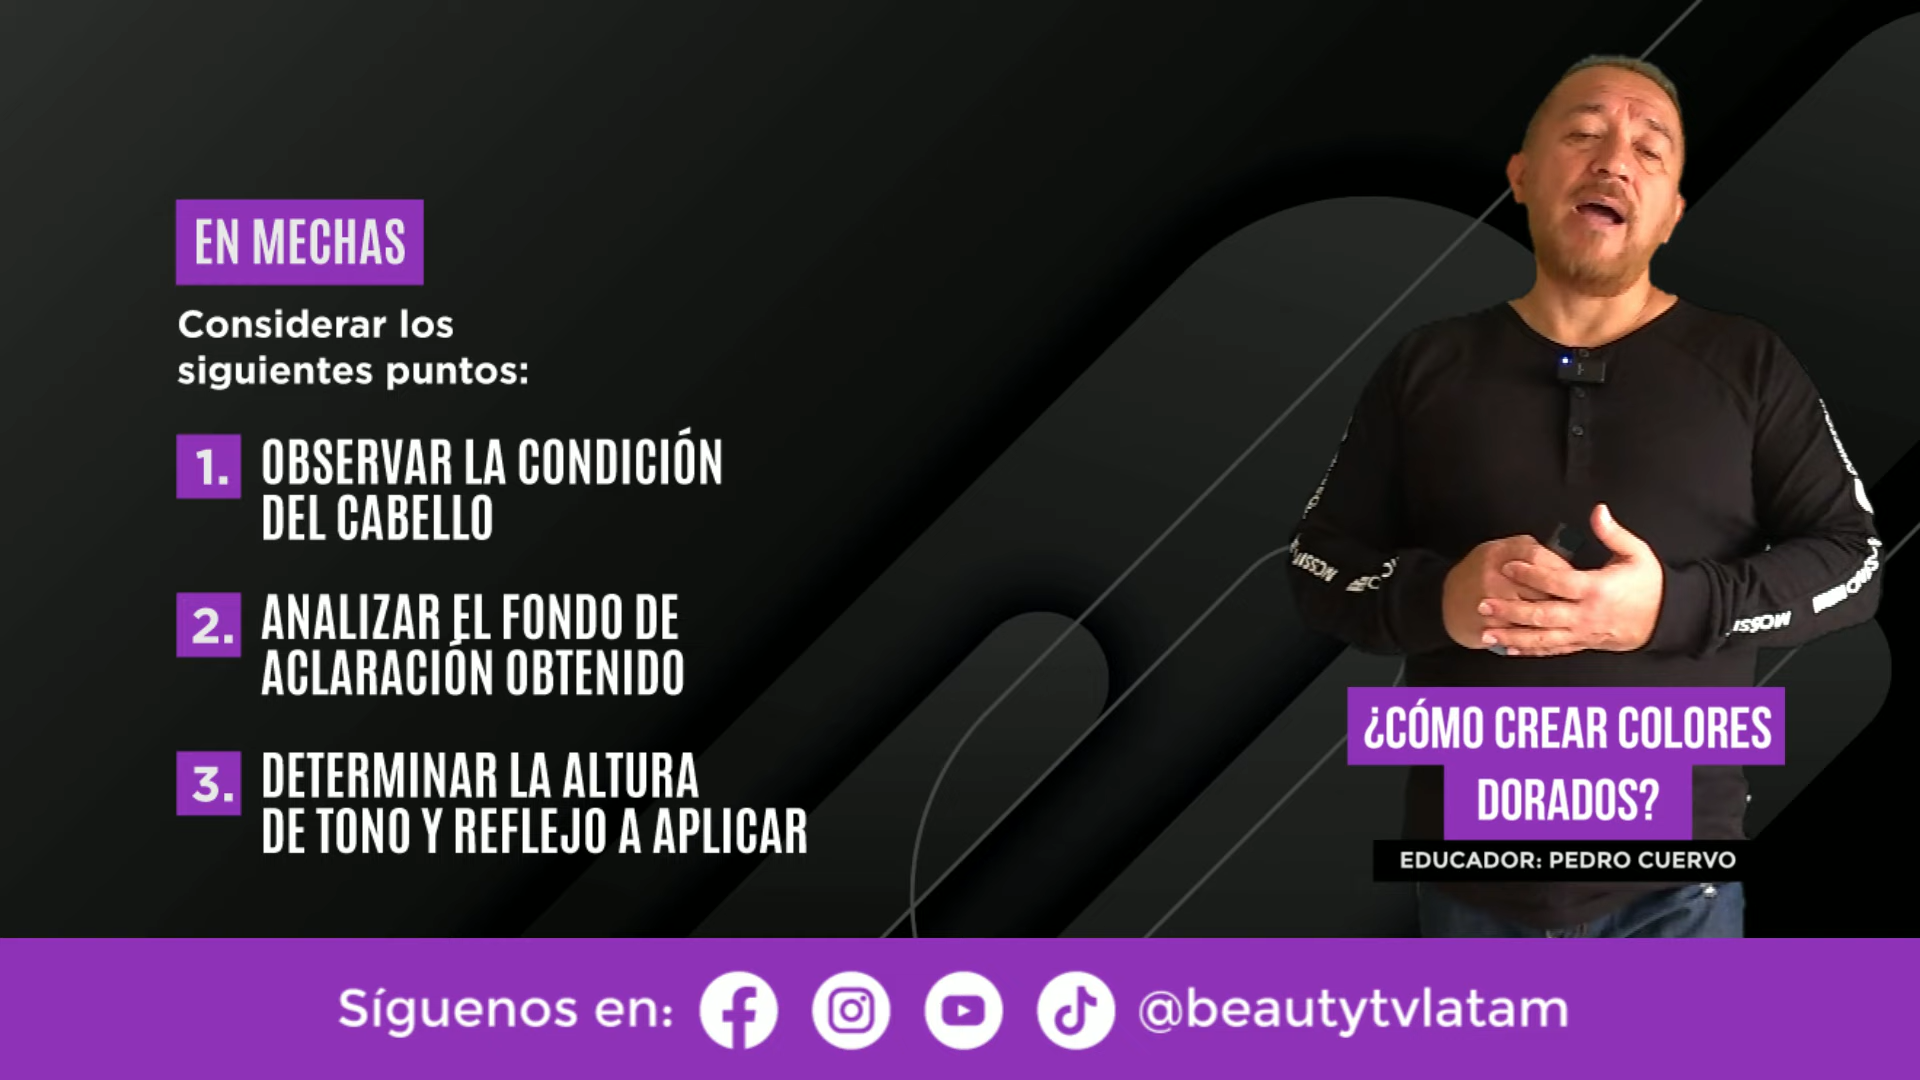 EN MECHAS
Considerar los
siguientes puntos:
1. OBSERVAR LA CONDICIÓN
DEL CABELLO
2. ANALIZAR EL FONDO DE
ACLARACIÓN OBTENIDO
3. DETERMINAR LA ALTURA
DE TONO Y REFLEJO A APLICAR
¿CÓMO CREAR COLORES
DORADOS?
EDUCADOR: PEDRO CUERVO
Síguenos en: @beautytvlatam